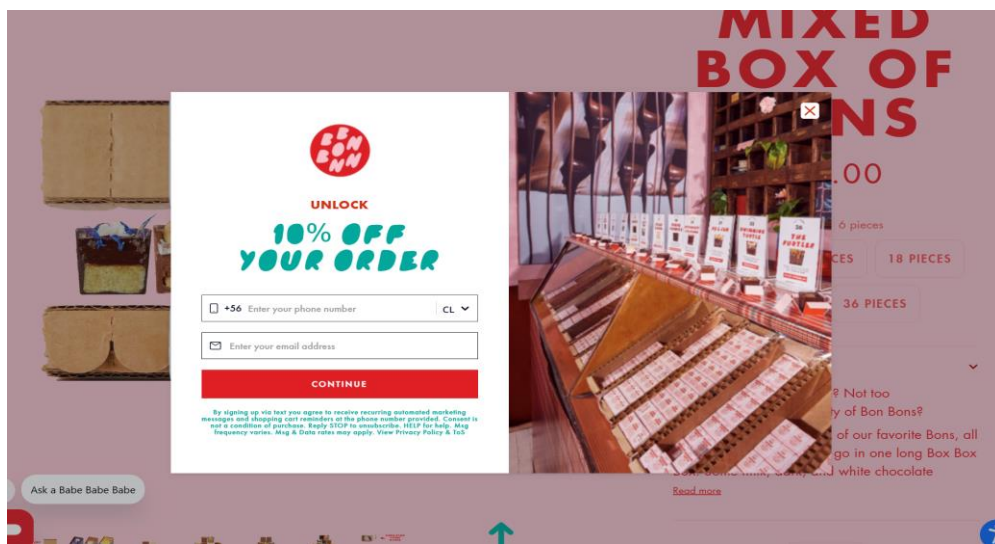 MIXED
BOX OF
NS
.00
6 pieces
CES
18 PIECES
36 PIECES
? Not too
ty of Bon Bons?
of our favorite Bons, all
go in one long Box Box
and white chocolate
Read more
BON
BONN
UNLOCK
10% OFF
YOUR ORDER
+56 Enter your phone number CL
Enter your email address
CONTINUE
By signing up via text you agree to receive recurring automated marketing
messages and shopping cart reminders at the phone number provided. Consent is
not a condition of purchase. Reply STOP to unsubscribe. HELP for help. Msg
frequency varies. Msg & Data rates may apply. View Privacy Policy & ToS
THE
Ask a Babe Babe Babe